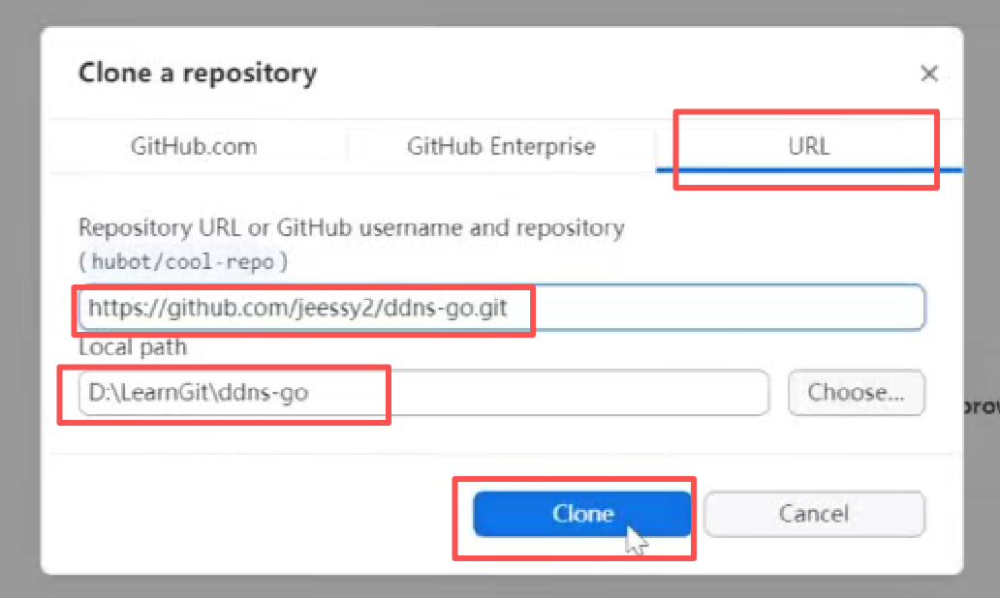 Clone a repository
GitHub.com GitHub Enterprise URL
Repository URL or GitHub username and repository
(hubot/cool-repo)
https://github.com/jeessy2/ddns-go.git
Local path
D:\LearnGit\ddns-go Choose...
Clone Cancel